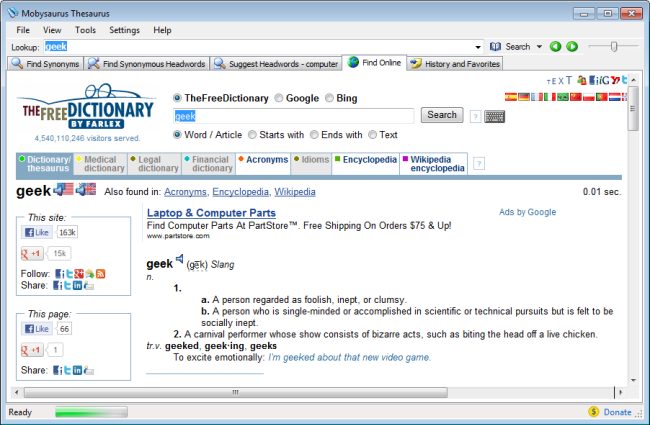 Mobysaurus Thesaurus
File View Tools Settings Help
Lookup: geek Search
Find Synonyms Find Synonymous Headwords Suggest Headwords - computer Find Online History and Favorites
TEXT
THEFREEDICTIONARY
BY FARLEX
4,540,110,246 visitors served.
TheFreeDictionary Google Bing
geek Search ?
Word / Article Starts with Ends with Text
Dictionary/ thesaurus Medical dictionary Legal dictionary Financial dictionary Acronyms Idioms Encyclopedia Wikipedia encyclopedia ?
geek Also found in: Acronyms, Encyclopedia, Wikipedia 0.01 sec.
This site:
Like 163k
+1 15k
Follow:
Share:
This page:
Like 66
+1 1
Share:
Laptop & Computer Parts Ads by Google
Find Computer Parts At PartStore™. Free Shipping On Orders $75 & Up!
www.partstore.com
geek (gēk) Slang
n.
1.
a. A person regarded as foolish, inept, or clumsy.
b. A person who is single-minded or accomplished in scientific or technical pursuits but is felt to be
socially inept.
2. A carnival performer whose show consists of bizarre acts, such as biting the head off a live chicken.
tr.v. geeked, geek·ing, geeks
To excite emotionally: I'm geeked about that new video game.
Ready Donate